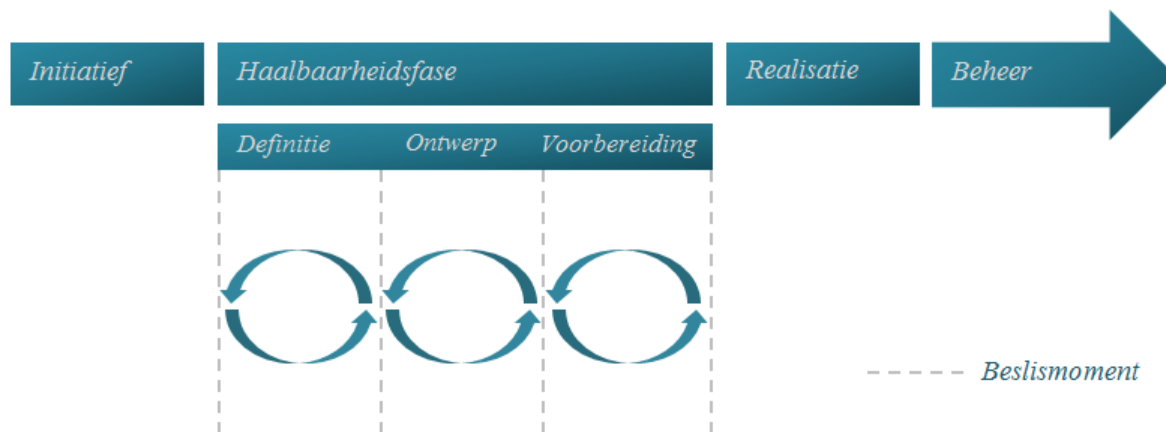 Initiatief
Haalbaarheidsfase
Realisatie
Beheer
Definitie
Ontwerp
Voorbereiding
Beslismoment